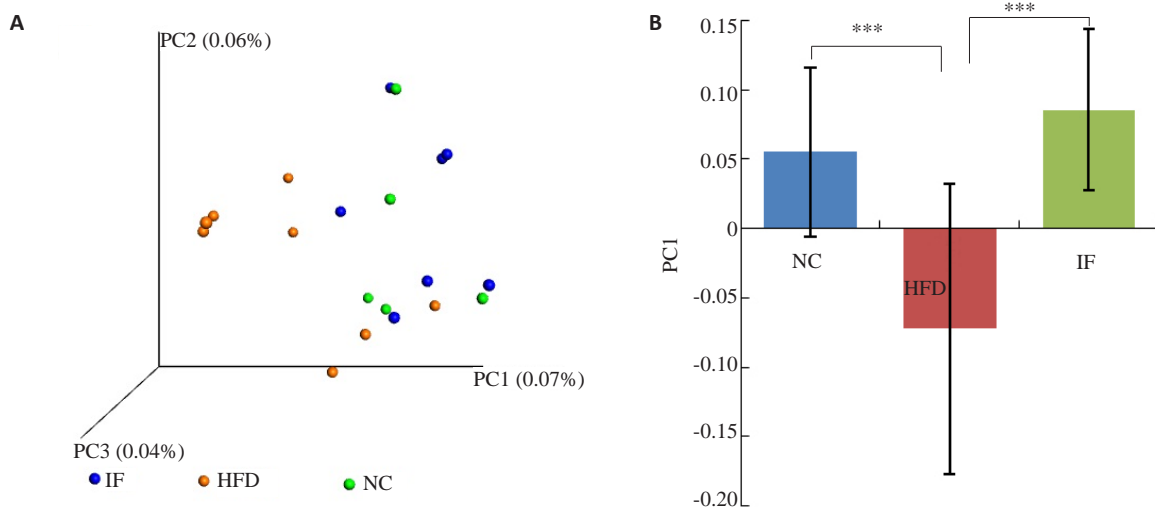 A
PC2 (0.06%)
PC1 (0.07%)
PC3 (0.04%)
IF
HFD
NC
B
***
***
0.15
0.10
0.05
0
-0.05
-0.10
-0.15
-0.20
PC1
NC
HFD
IF